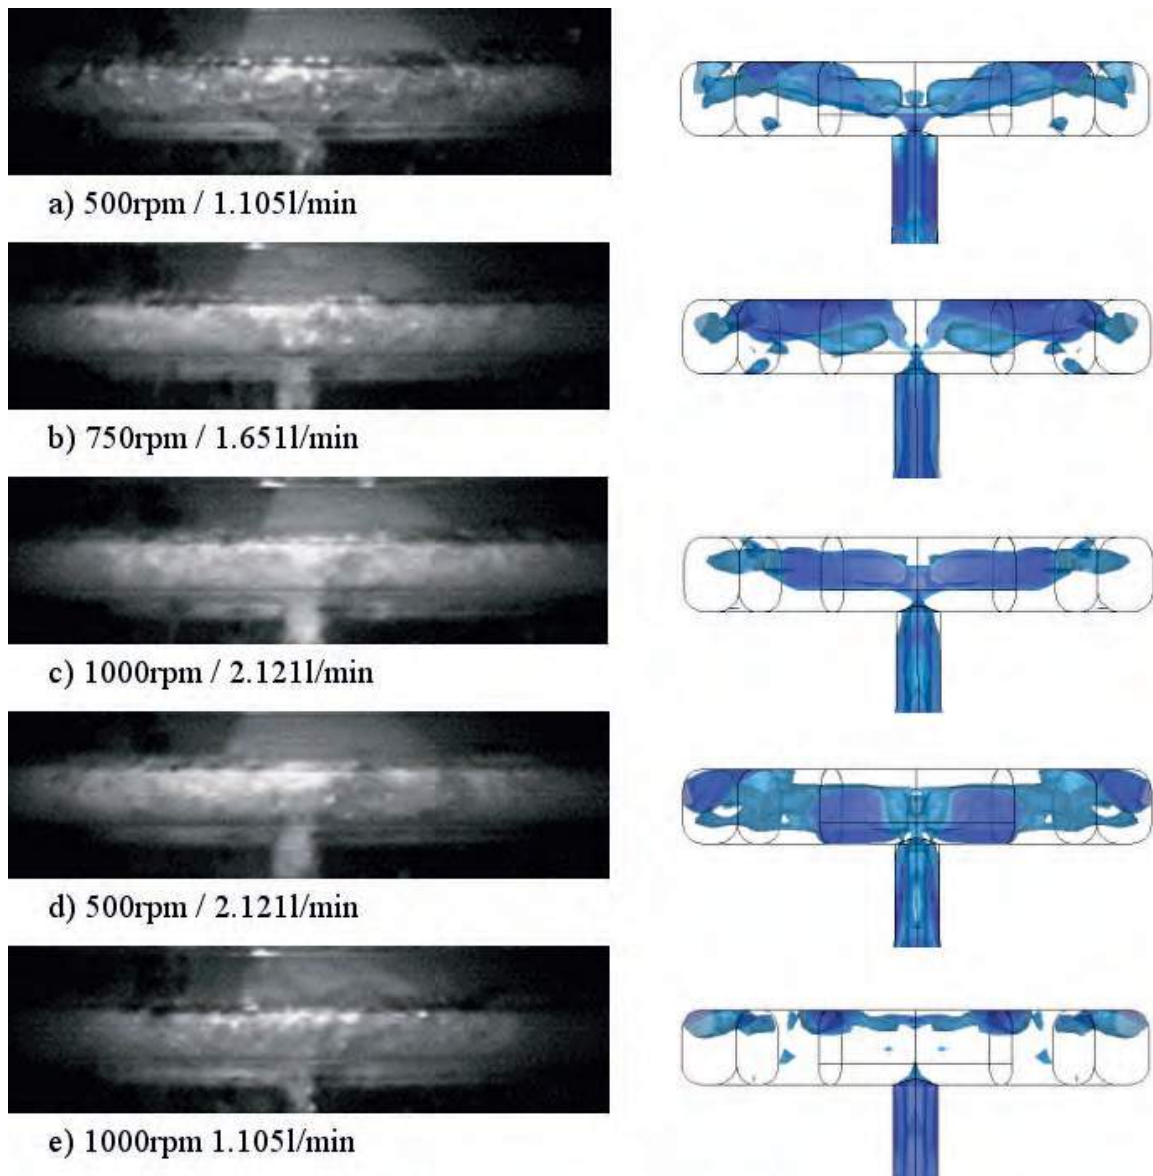 a) 500rpm / 1.105l/min
b) 750rpm / 1.651l/min
c) 1000rpm / 2.121l/min
d) 500rpm / 2.121l/min
e) 1000rpm 1.105l/min